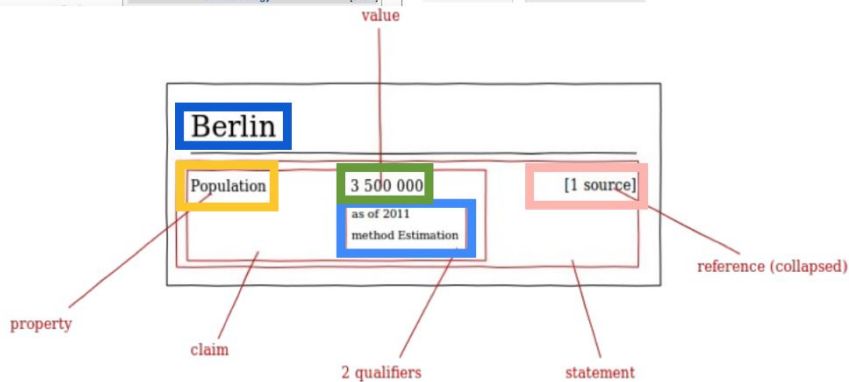 value
Berlin
Population
3 500 000
[1 source]
as of 2011
method Estimation
reference (collapsed)
property
claim
2 qualifiers
statement